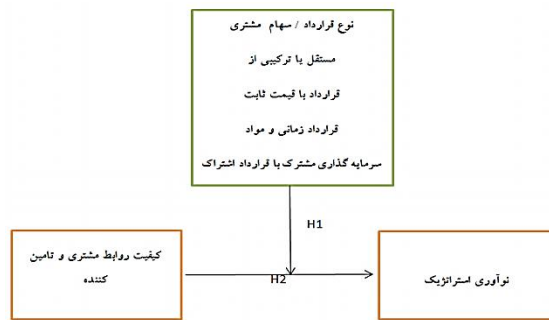 نوع قرارداد / سهام مشتری
مستقل یا ترکیبی از
قرارداد با قیمت ثابت
قرارداد زمانی و مواد
سرمایه گذاری مشترک با قرارداد اشتراک
H1
کیفیت روابط مشتری و تامین
کننده
H2
نوآوری استراتژیک